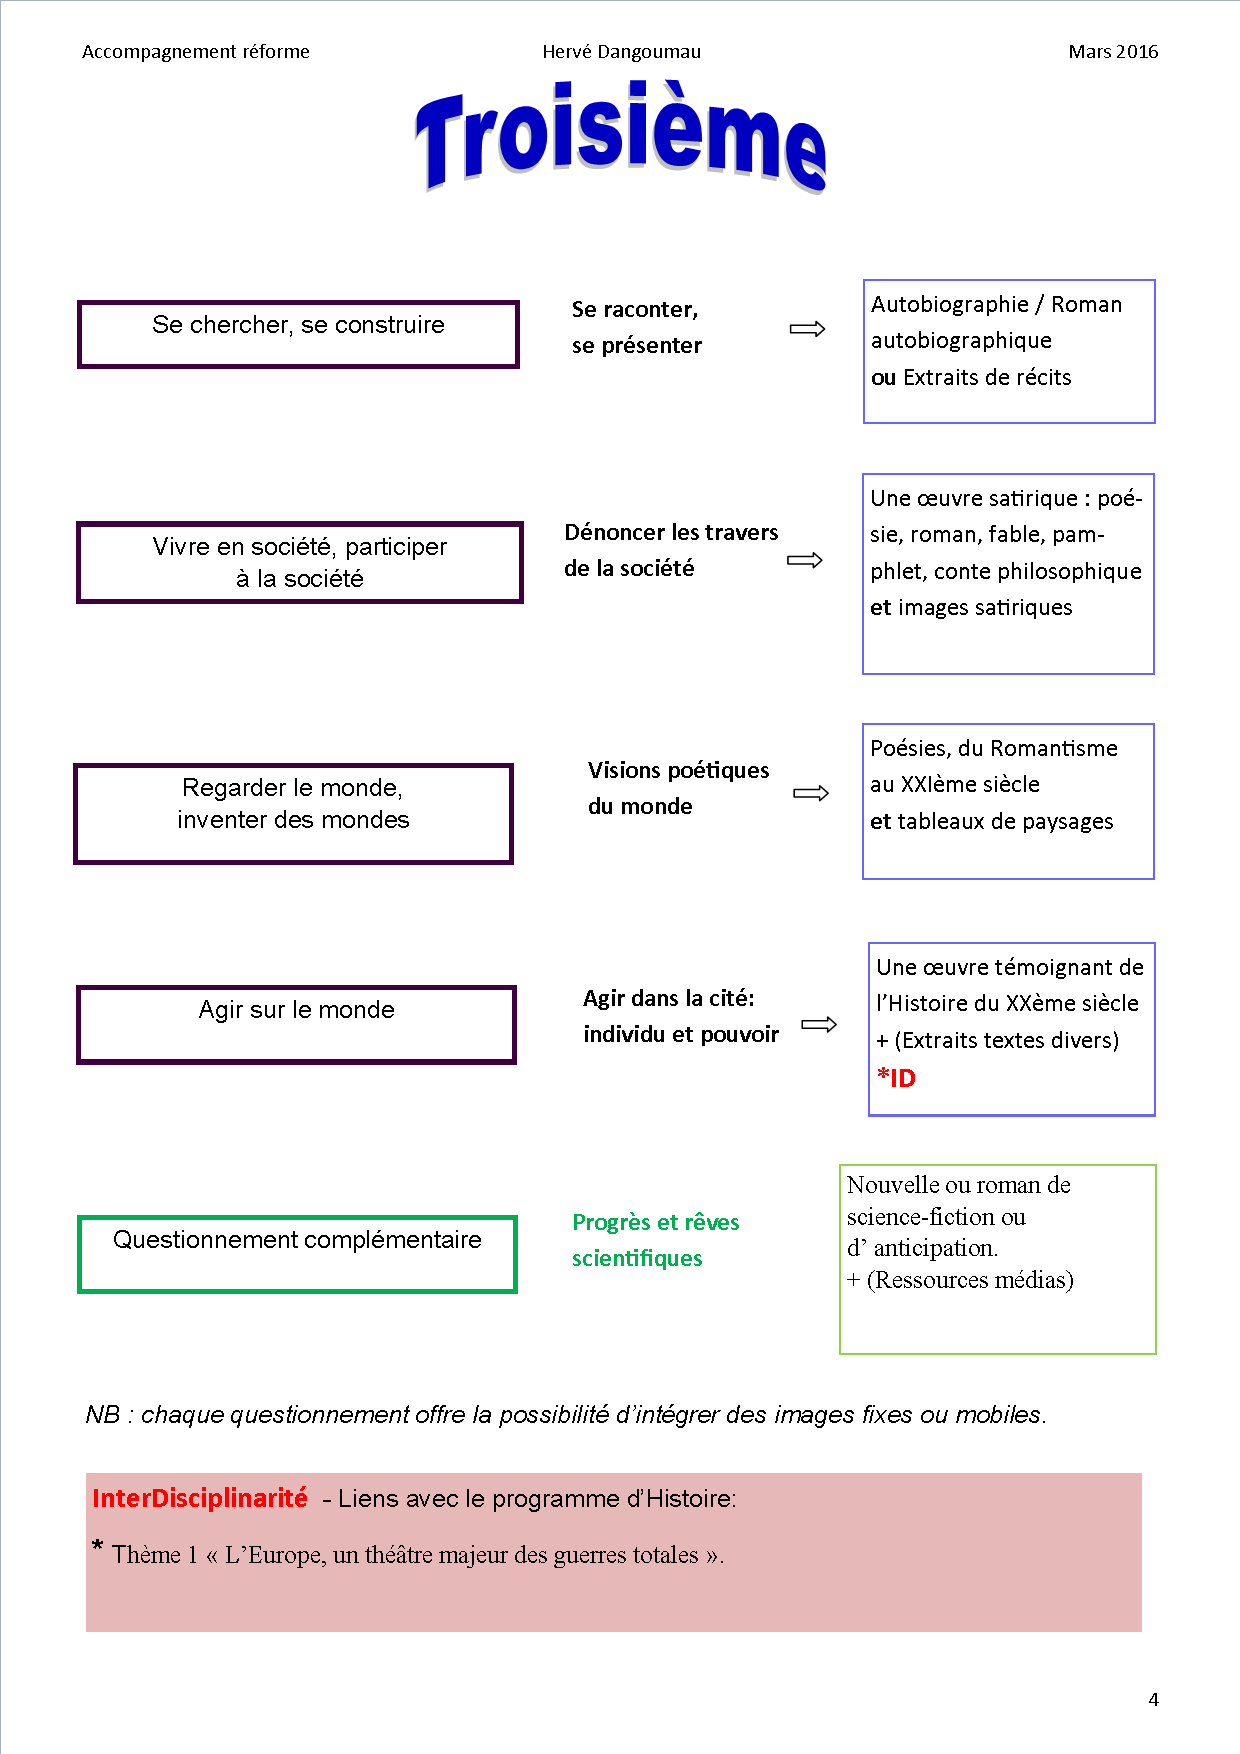 Accompagnement réforme Hervé Dangoumau Mars 2016
Troisième
Se chercher, se construire
Se raconter,
se présenter
Autobiographie / Roman
autobiographique
ou Extraits de récits
Vivre en société, participer
à la société
Dénoncer les travers
de la société
Une œuvre satirique : poé-
sie, roman, fable, pam-
phlet, conte philosophique
et images satiriques
Regarder le monde,
inventer des mondes
Visions poétiques
du monde
Poésies, du Romantisme
au XXIème siècle
et tableaux de paysages
Agir sur le monde
Agir dans la cité:
individu et pouvoir
Une œuvre témoignant de
l’Histoire du XXème siècle
+ (Extraits textes divers)
*ID
Questionnement complémentaire
Progrès et rêves
scientifiques
Nouvelle ou roman de
science-fiction ou
d’ anticipation.
+ (Ressources médias)
NB : chaque questionnement offre la possibilité d’intégrer des images fixes ou mobiles.
InterDisciplinarité - Liens avec le programme d’Histoire:
* Thème 1 « L’Europe, un théâtre majeur des guerres totales ».
4